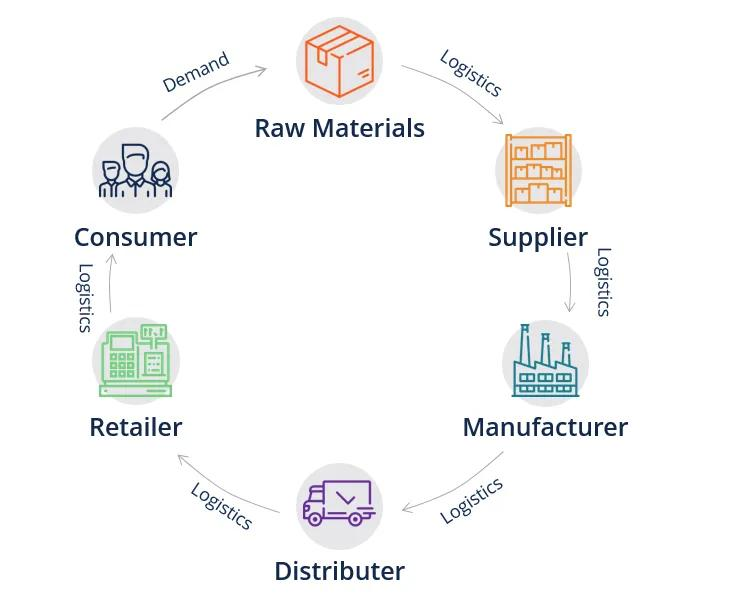 Demand
Logistics
Raw Materials
Consumer
Supplier
Logistics
Logistics
Retailer
Manufacturer
Logistics
Logistics
Distributer